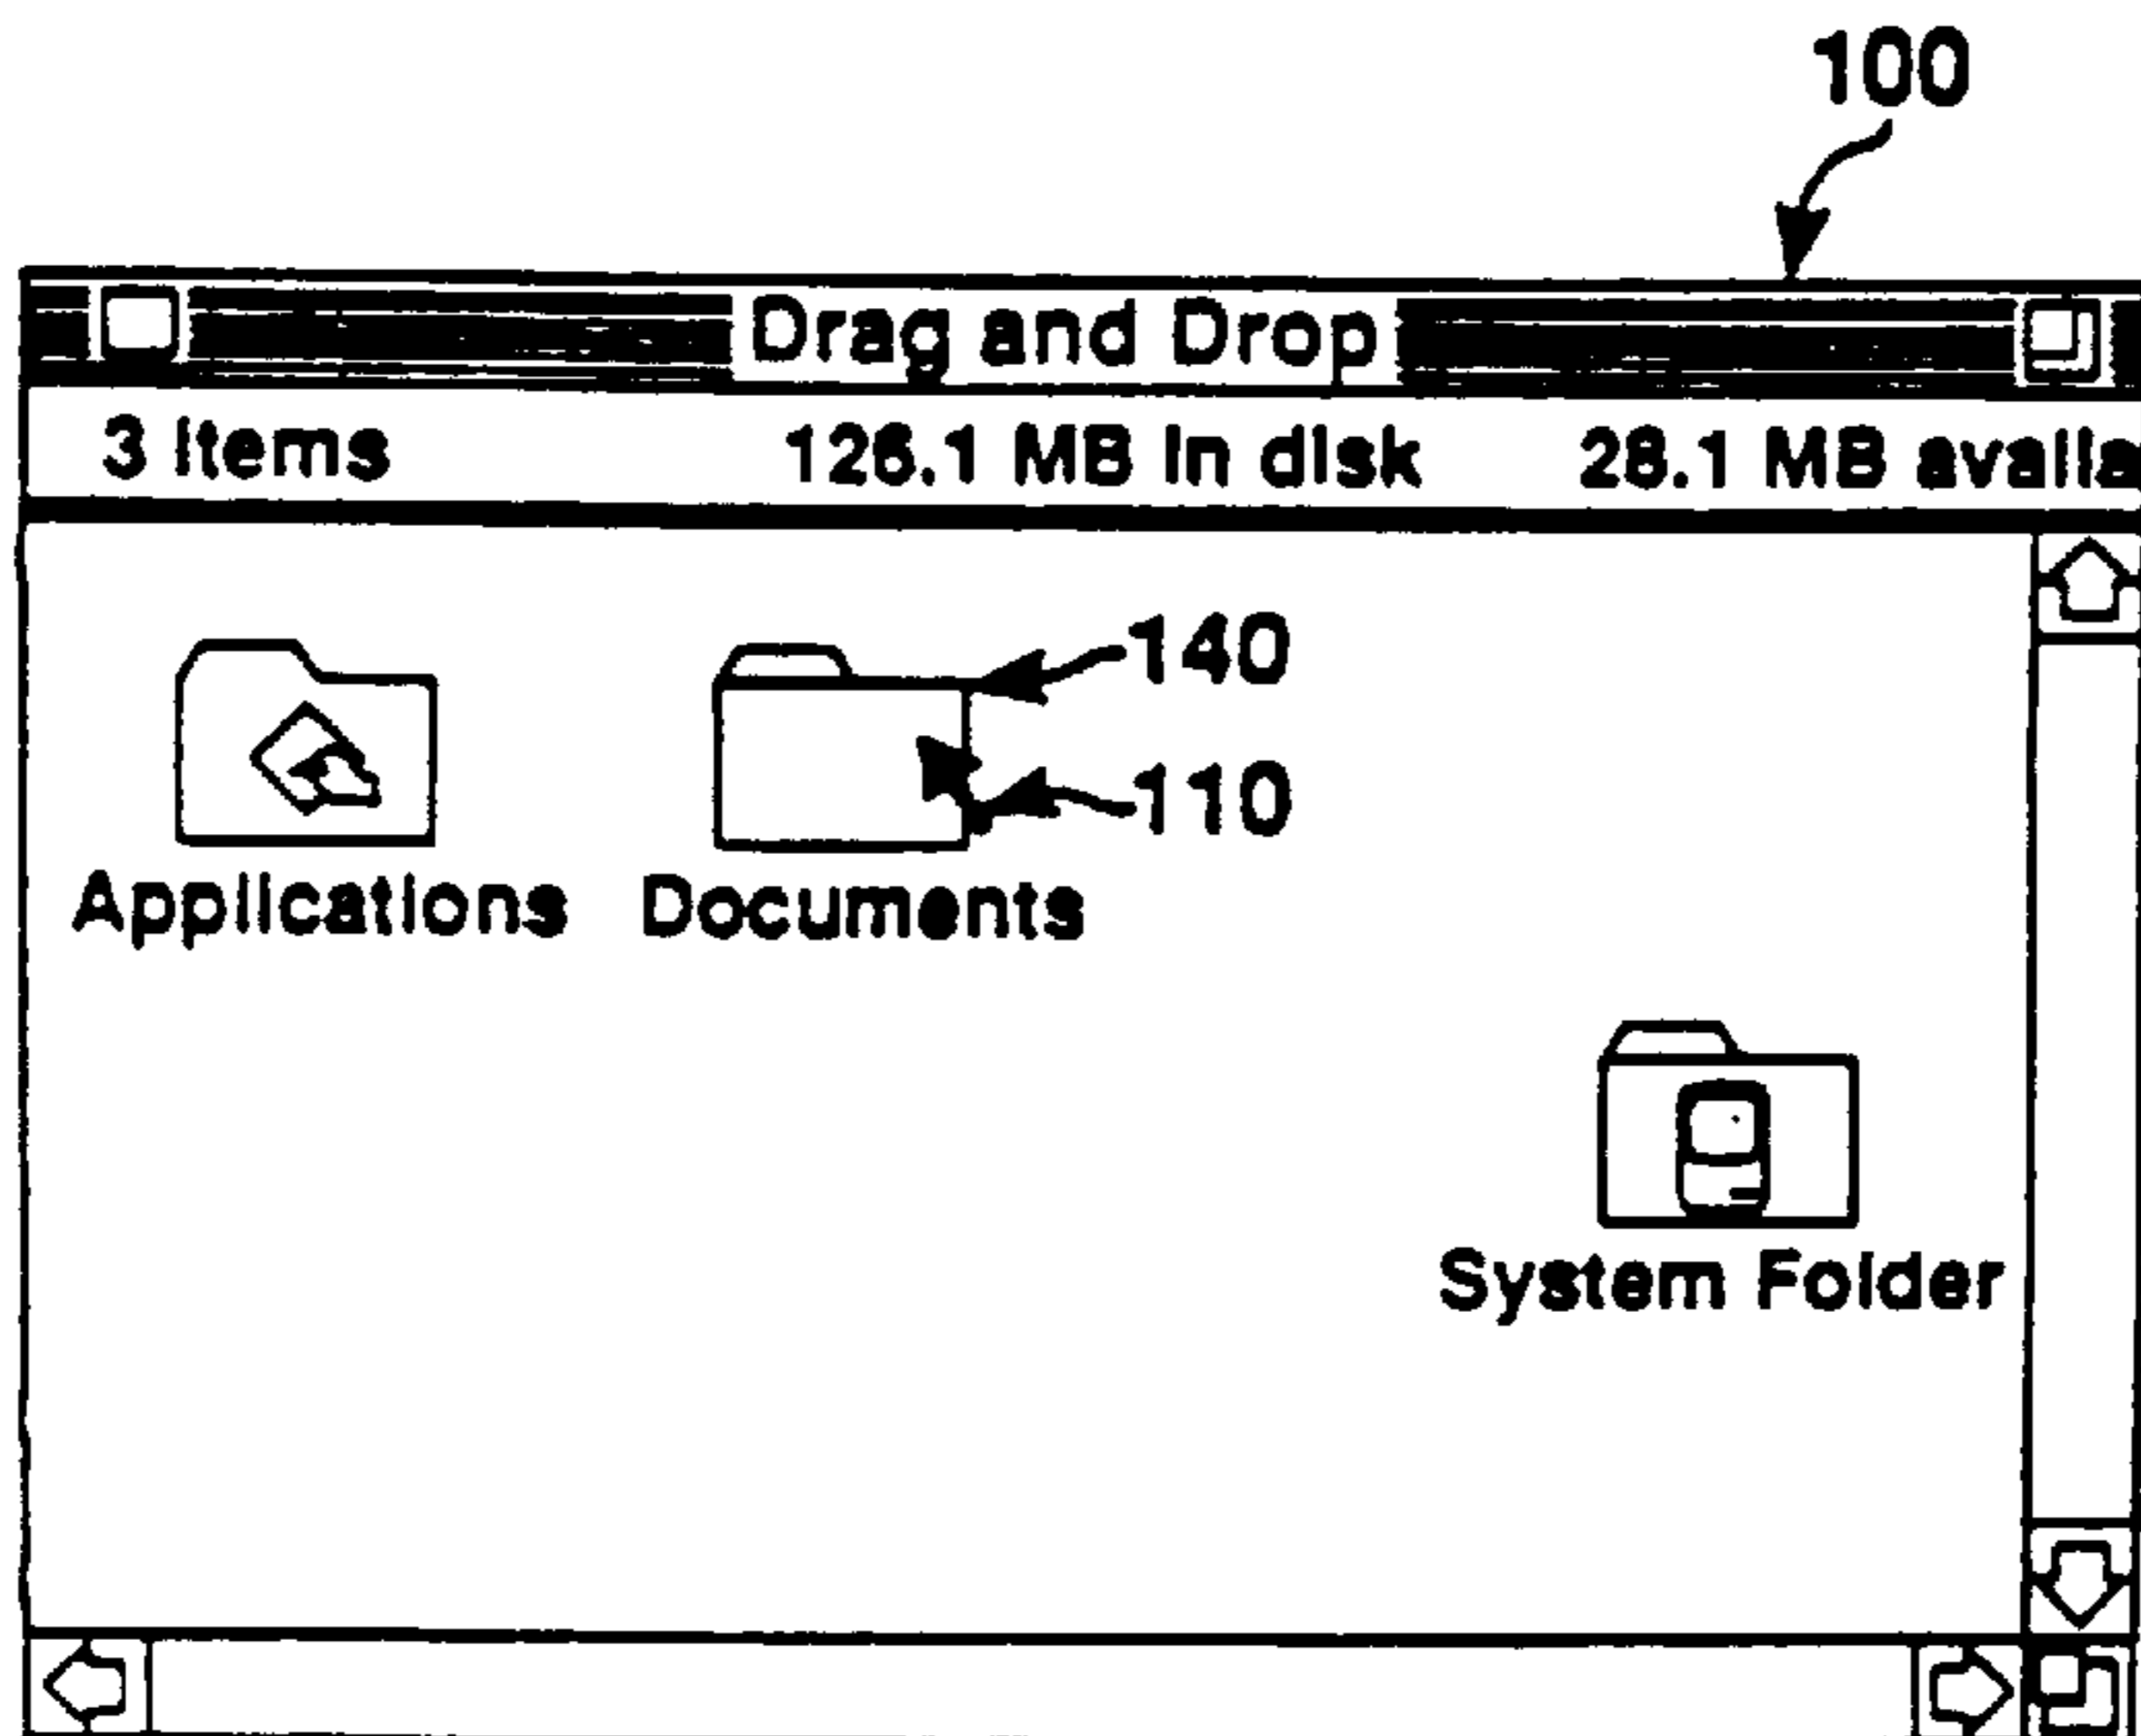 100
Drag and Drop
3 items 126.1 MB in disk 28.1 MB availa
140
110
Applications Documents
System Folder